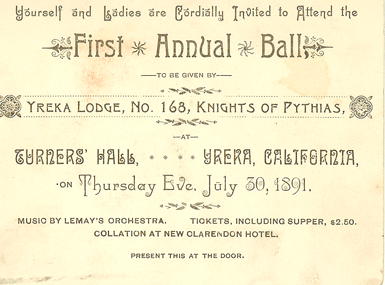 Yourself and Ladies are Cordially Invited to Attend the
First Annual Ball,
TO BE GIVEN BY
YREKA LODGE, NO. 168, KNIGHTS OF PYTHIAS,
AT
TURNERS' HALL, YREKA, CALIFORNIA,
ON Thursday Eve, July 30, 1891.
MUSIC BY LEMAY'S ORCHESTRA. TICKETS, INCLUDING SUPPER, $2.50.
COLLATION AT NEW CLARENDON HOTEL.
PRESENT THIS AT THE DOOR.